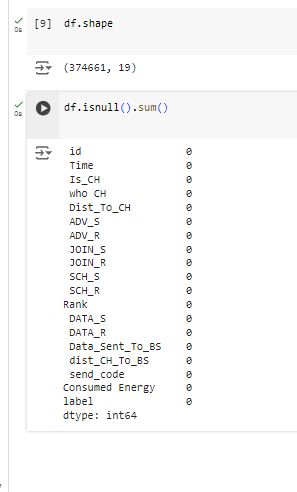 [9] df.shape
0s
(374661, 19)
df.isnull().sum()
0s
id 0
Time 0
Is_CH 0
who CH 0
Dist_To_CH 0
ADV_S 0
ADV_R 0
JOIN_S 0
JOIN_R 0
SCH_S 0
SCH_R 0
Rank 0
DATA_S 0
DATA_R 0
Data_Sent_To_BS 0
dist_CH_To_BS 0
send_code 0
Consumed Energy 0
label 0
dtype: int64